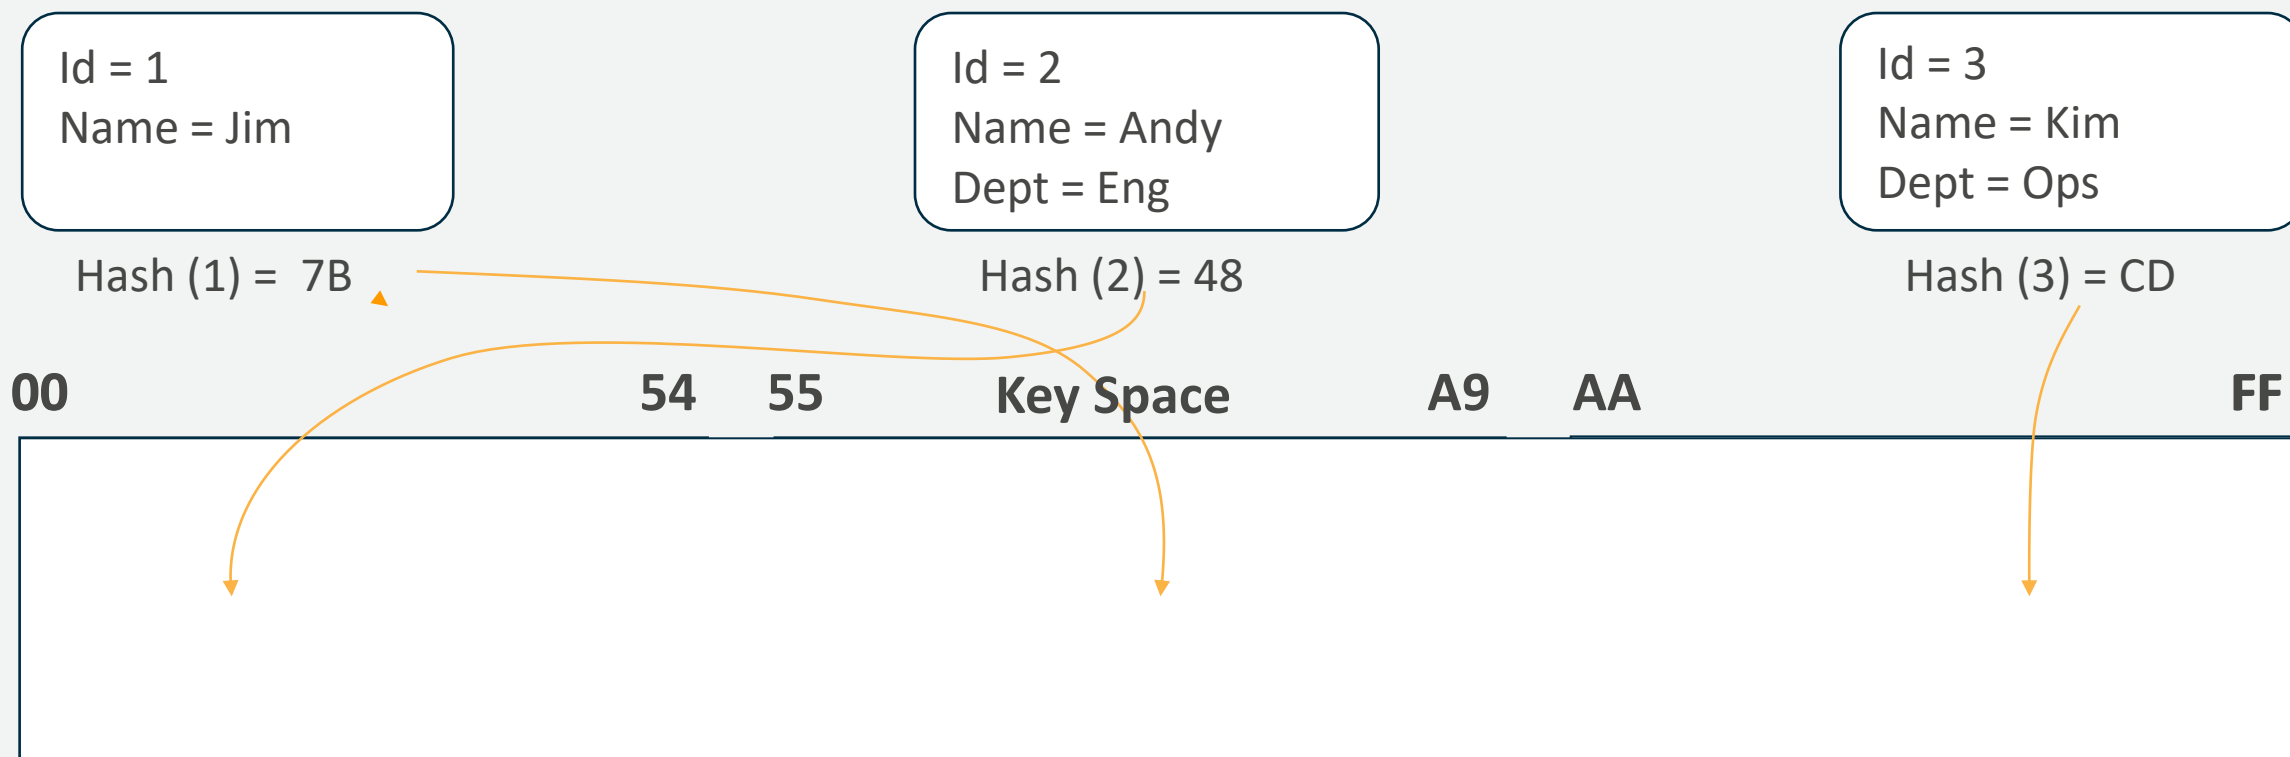 Id = 1
Name = Jim
Id = 2
Name = Andy
Dept = Eng
Id = 3
Name = Kim
Dept = Ops
Hash (1) =  7B
Hash (2) = 48
Hash (3) = CD
00 54 55 Key Space A9 AA FF